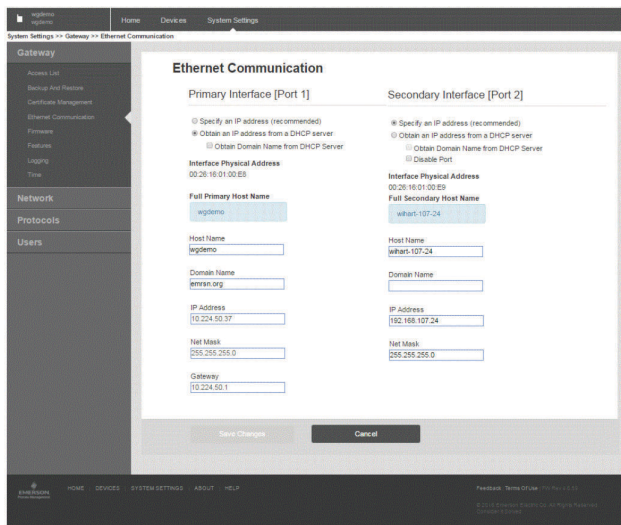 wgdemo
wgdemo
Home
Devices
System Settings
System Settings >> Gateway >> Ethernet Communication
Gateway
Access List
Backup And Restore
Certificate Management
Ethernet Communication
Firmware
Features
Logging
Time
Network
Protocols
Users
Ethernet Communication
Primary Interface [Port 1]
Specify an IP address (recommended)
Obtain an IP address from a DHCP server
Obtain Domain Name from DHCP Server
Interface Physical Address
00:26:16:01:00:E8
Full Primary Host Name
wgdemo
Host Name
wgdemo
Domain Name
emrsn.org
IP Address
10.224.50.37
Net Mask
255.255.255.0
Gateway
10.224.50.1
Secondary Interface [Port 2]
Specify an IP address (recommended)
Obtain an IP address from a DHCP server
Obtain Domain Name from DHCP Server
Disable Port
Interface Physical Address
00:26:16:01:00:E9
Full Secondary Host Name
wihart-107-24
Host Name
wihart-107-24
Domain Name
IP Address
192.168.107.24
Net Mask
255.255.255.0
Save Changes
Cancel
EMERSON
Process Management
HOME
DEVICES
SYSTEM SETTINGS
ABOUT
HELP
Feedback
Terms Of Use
Emerson Electric Co. All Rights Reserved.